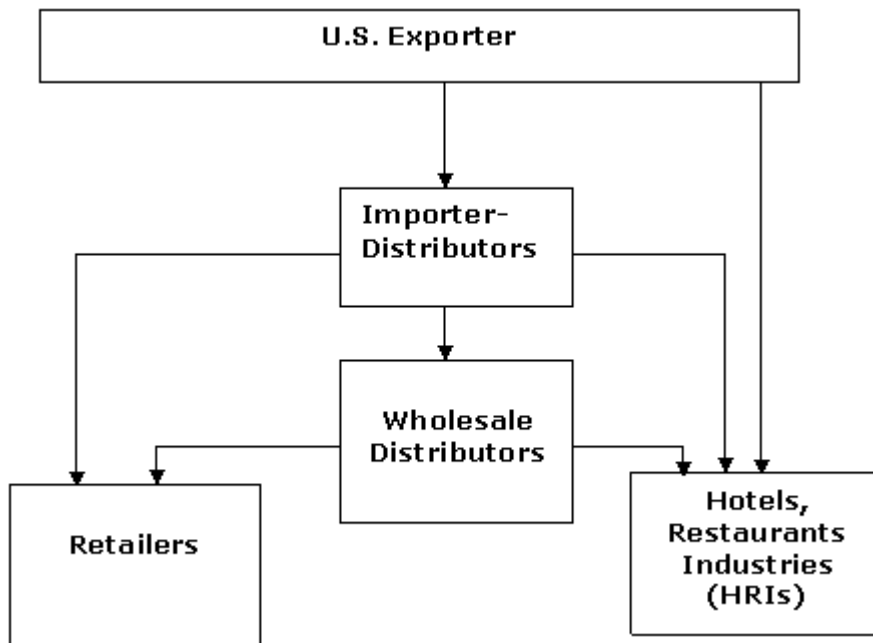 U.S. Exporter
Importer-
Distributors
Wholesale
Distributors
Retailers
Hotels,
Restaurants
Industries
(HRIs)